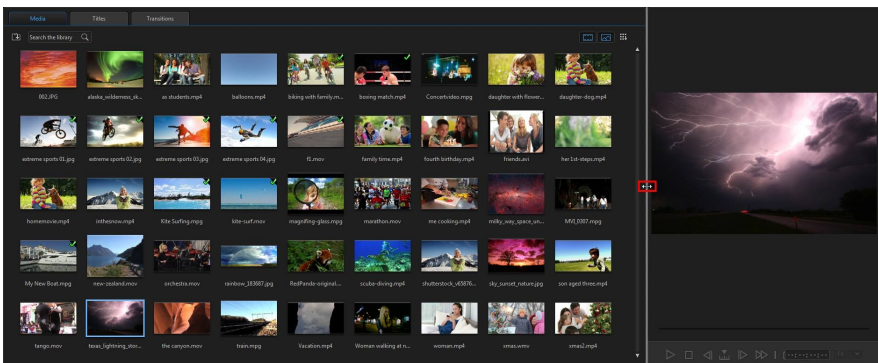 Media Titles Transitions
Search the library
002.JPG alaska_wilderness_sk... as students.mp4 balloons.mp4 biking with family.m... boxing match.mp4 Concertvideo.mpg daughter with flower... daughter-dog.mp4
extreme sports 01.jpg extreme sports 02.jpg extreme sports 03.jpg extreme sports 04.jpg f1.mov family time.mp4 fourth birthday.mp4 friends.avi her 1st-steps.mp4
homemovie.mp4 inthesnow.mp4 Kite Surfing.mpg kite-surf.mov magnifing-glass.mpg marathon.mov me cooking.mp4 milky_way_space_un... MVI_0387.mpg
My New Boat.mpg new-zealand.mov orchestra.mov rainbow_183687.jpg RedPanda-original... scuba-diving.mp4 shutterstock_v65876... sky_sunset_nature.jpg son aged three.mp4
tango.mov texas_lightning_stor... the canyon.mov train.mpg Vacation.mp4 Woman walking at n... woman.mp4 xmas.wmv xmas2.mp4